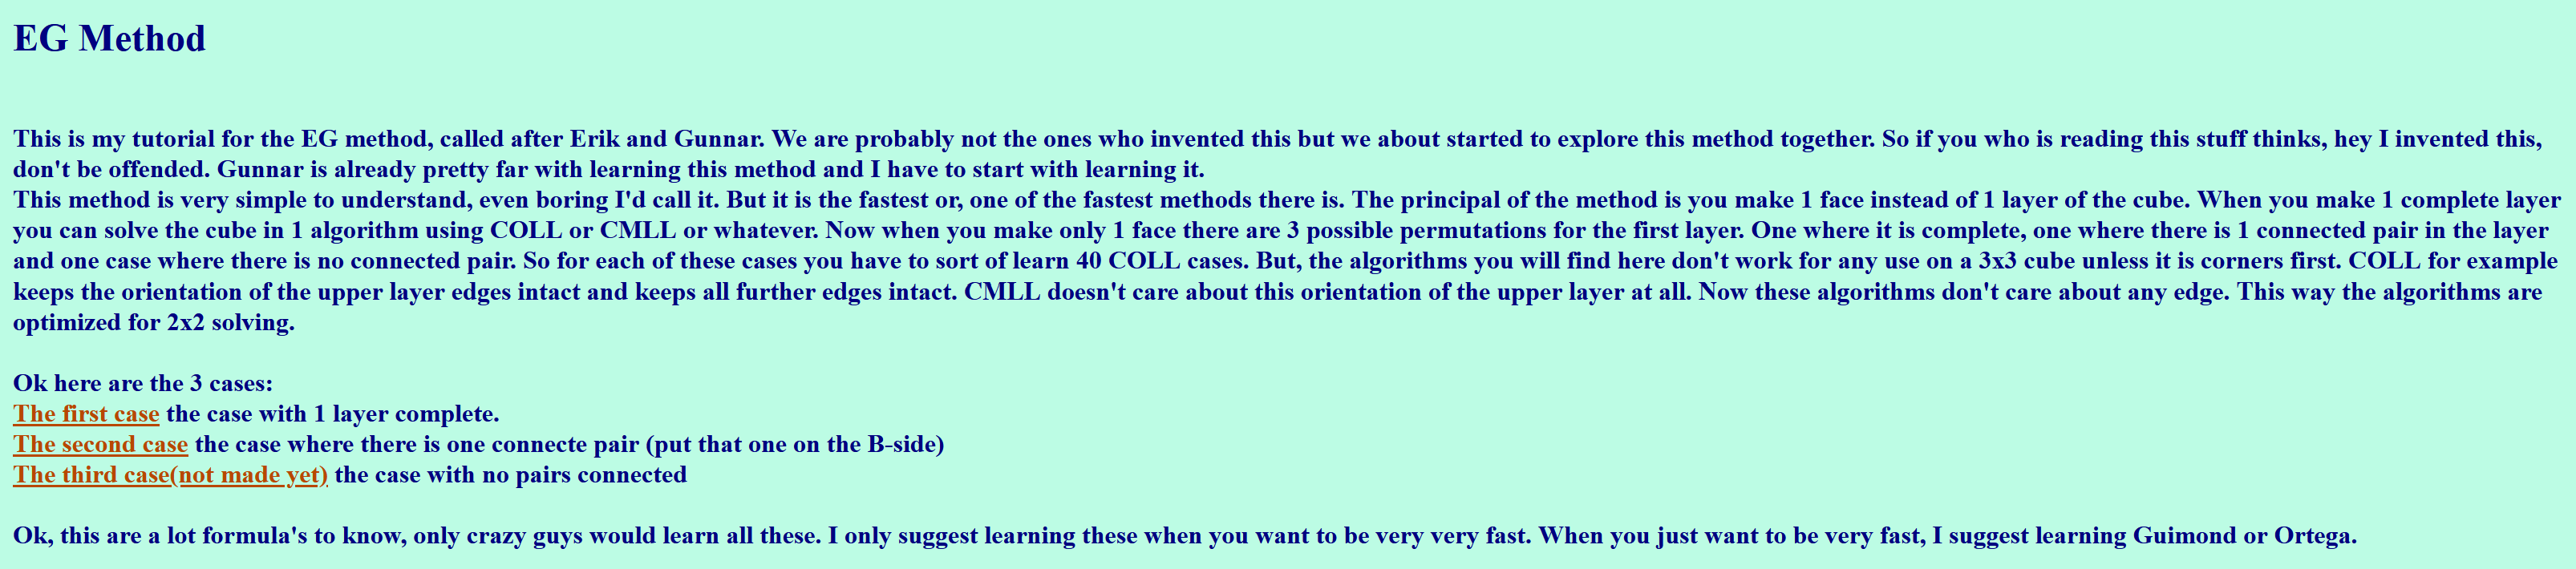 EG Method
This is my tutorial for the EG method, called after Erik and Gunnar. We are probably not the ones who invented this but we about started to explore this method together. So if you who is reading this stuff thinks, hey I invented this,
don't be offended. Gunnar is already pretty far with learning this method and I have to start with learning it.
This method is very simple to understand, even boring I'd call it. But it is the fastest or, one of the fastest methods there is. The principal of the method is you make 1 face instead of 1 layer of the cube. When you make 1 complete layer
you can solve the cube in 1 algorithm using COLL or CMLL or whatever. Now when you make only 1 face there are 3 possible permutations for the first layer. One where it is complete, one where there is 1 connected pair in the layer
and one case where there is no connected pair. So for each of these cases you have to sort of learn 40 COLL cases. But, the algorithms you will find here don't work for any use on a 3x3 cube unless it is corners first. COLL for example
keeps the orientation of the upper layer edges intact and keeps all further edges intact. CMLL doesn't care about this orientation of the upper layer at all. Now these algorithms don't care about any edge. This way the algorithms are
optimized for 2x2 solving.
Ok here are the 3 cases:
The first case the case with 1 layer complete.
The second case the case where there is one connecte pair (put that one on the B-side)
The third case(not made yet) the case with no pairs connected
Ok, this are a lot formula's to know, only crazy guys would learn all these. I only suggest learning these when you want to be very very fast. When you just want to be very fast, I suggest learning Guimond or Ortega.